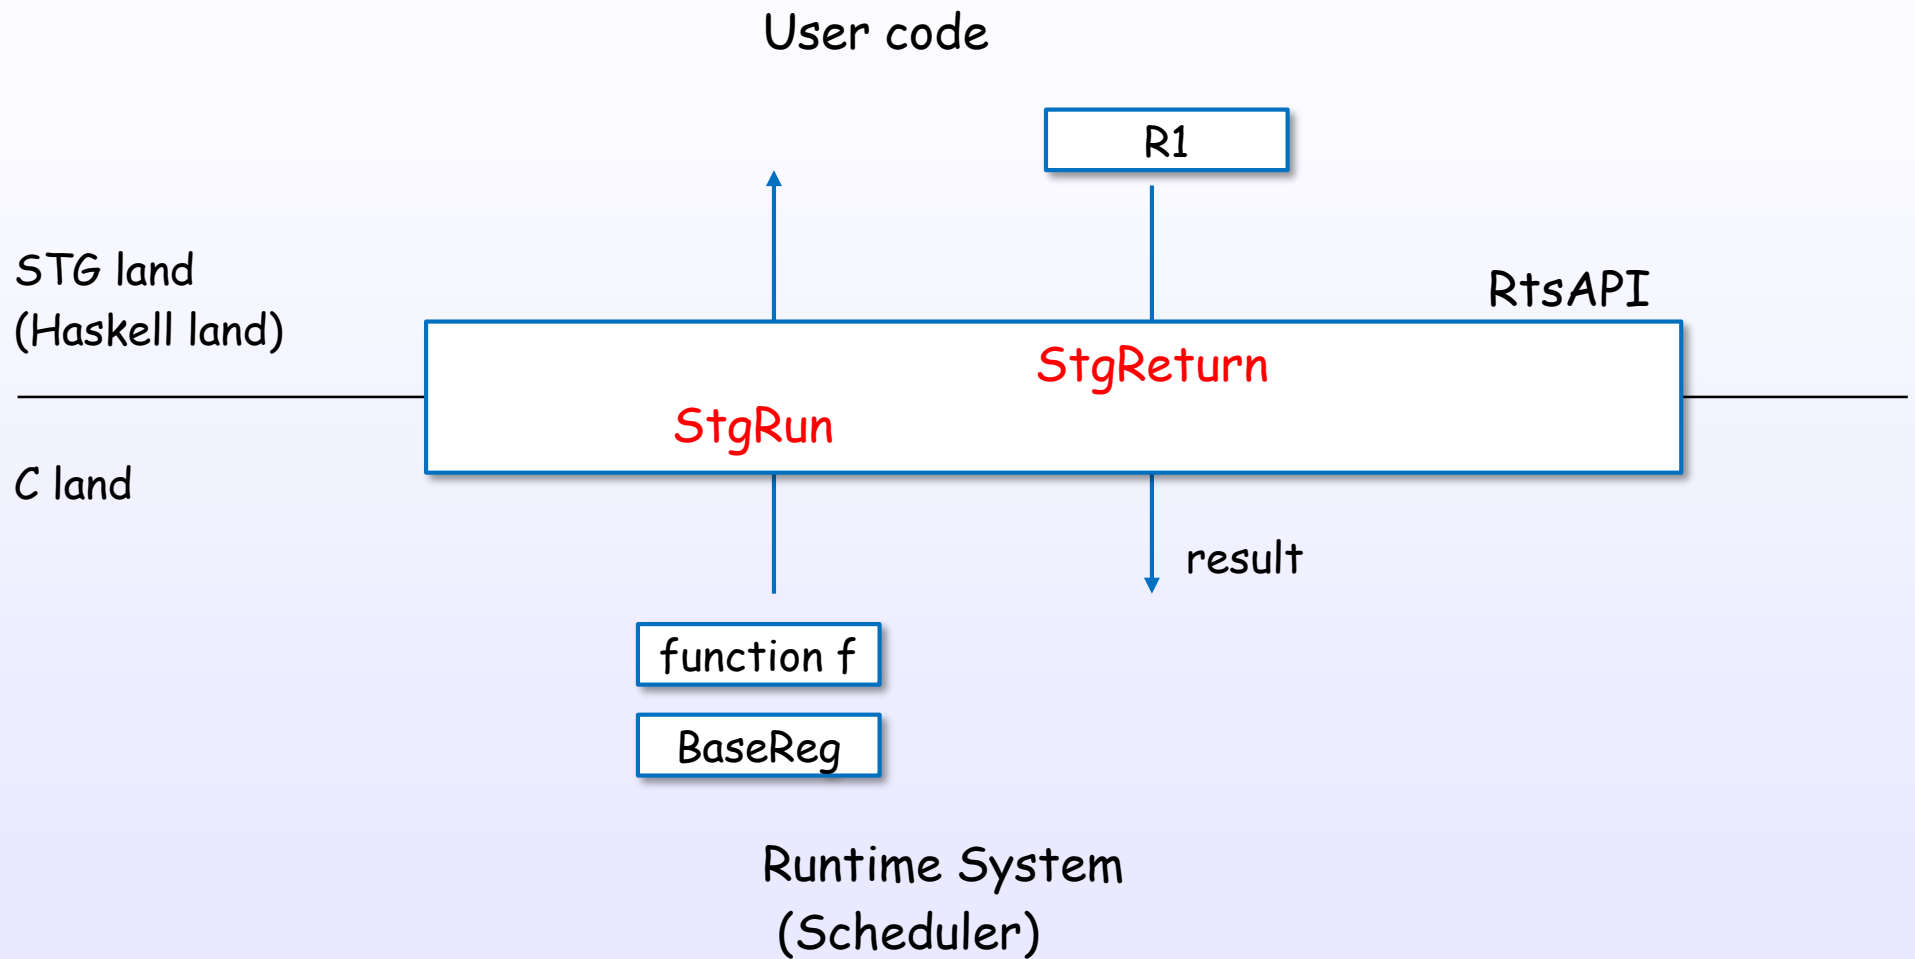 User code
R1
STG land
(Haskell land)
RtsAPI
StgReturn
StgRun
C land
result
function f
BaseReg
Runtime System
(Scheduler)